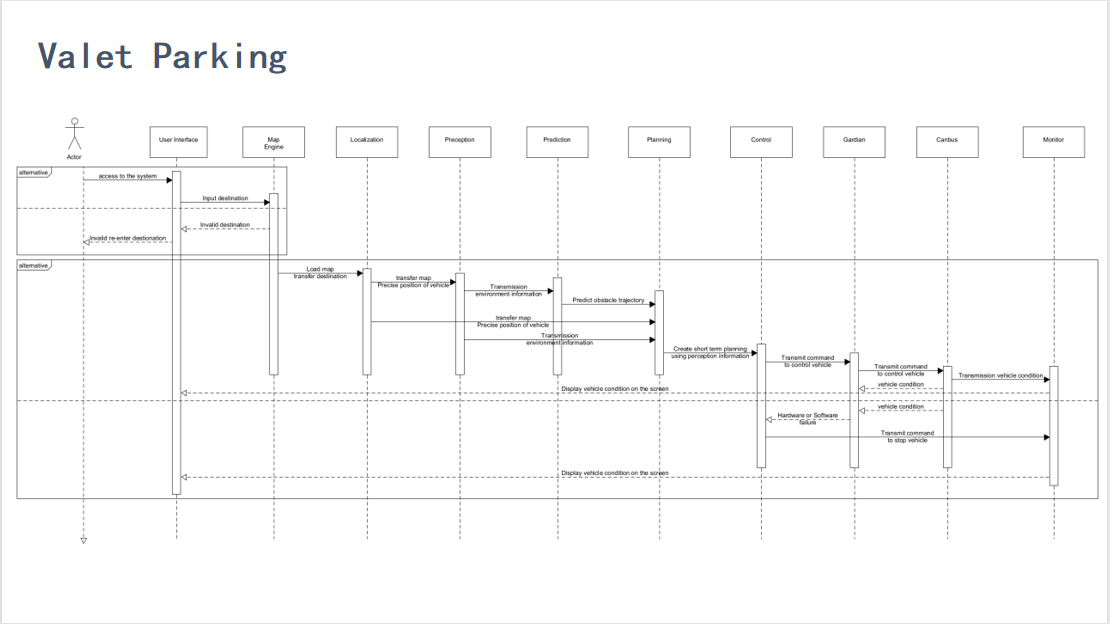 Valet Parking
Actor
User Interface
Map
Engine
Localization
Preception
Prediction
Planning
Control
Gardian
Canbus
Monitor
alternative
access to the system
Input destination
Invalid destination
Invalid re-enter destionation
alternative
Load map
transfer destination
transfer map
Precise position of vehicle
Transmission
environment information
Predict obstacle trajectory
transfer map
Precise position of vehicle
Transmission
environment information
Create short term planning
using perception information
Transmit command
to control vehicle
Transmit command
to control vehicle
Transmission vehicle condition
vehicle condition
Display vehicle condition on the screen
vehicle condition
Hardware or Software
failure
Transmit command
to stop vehicle
Display vehicle condition on the screen